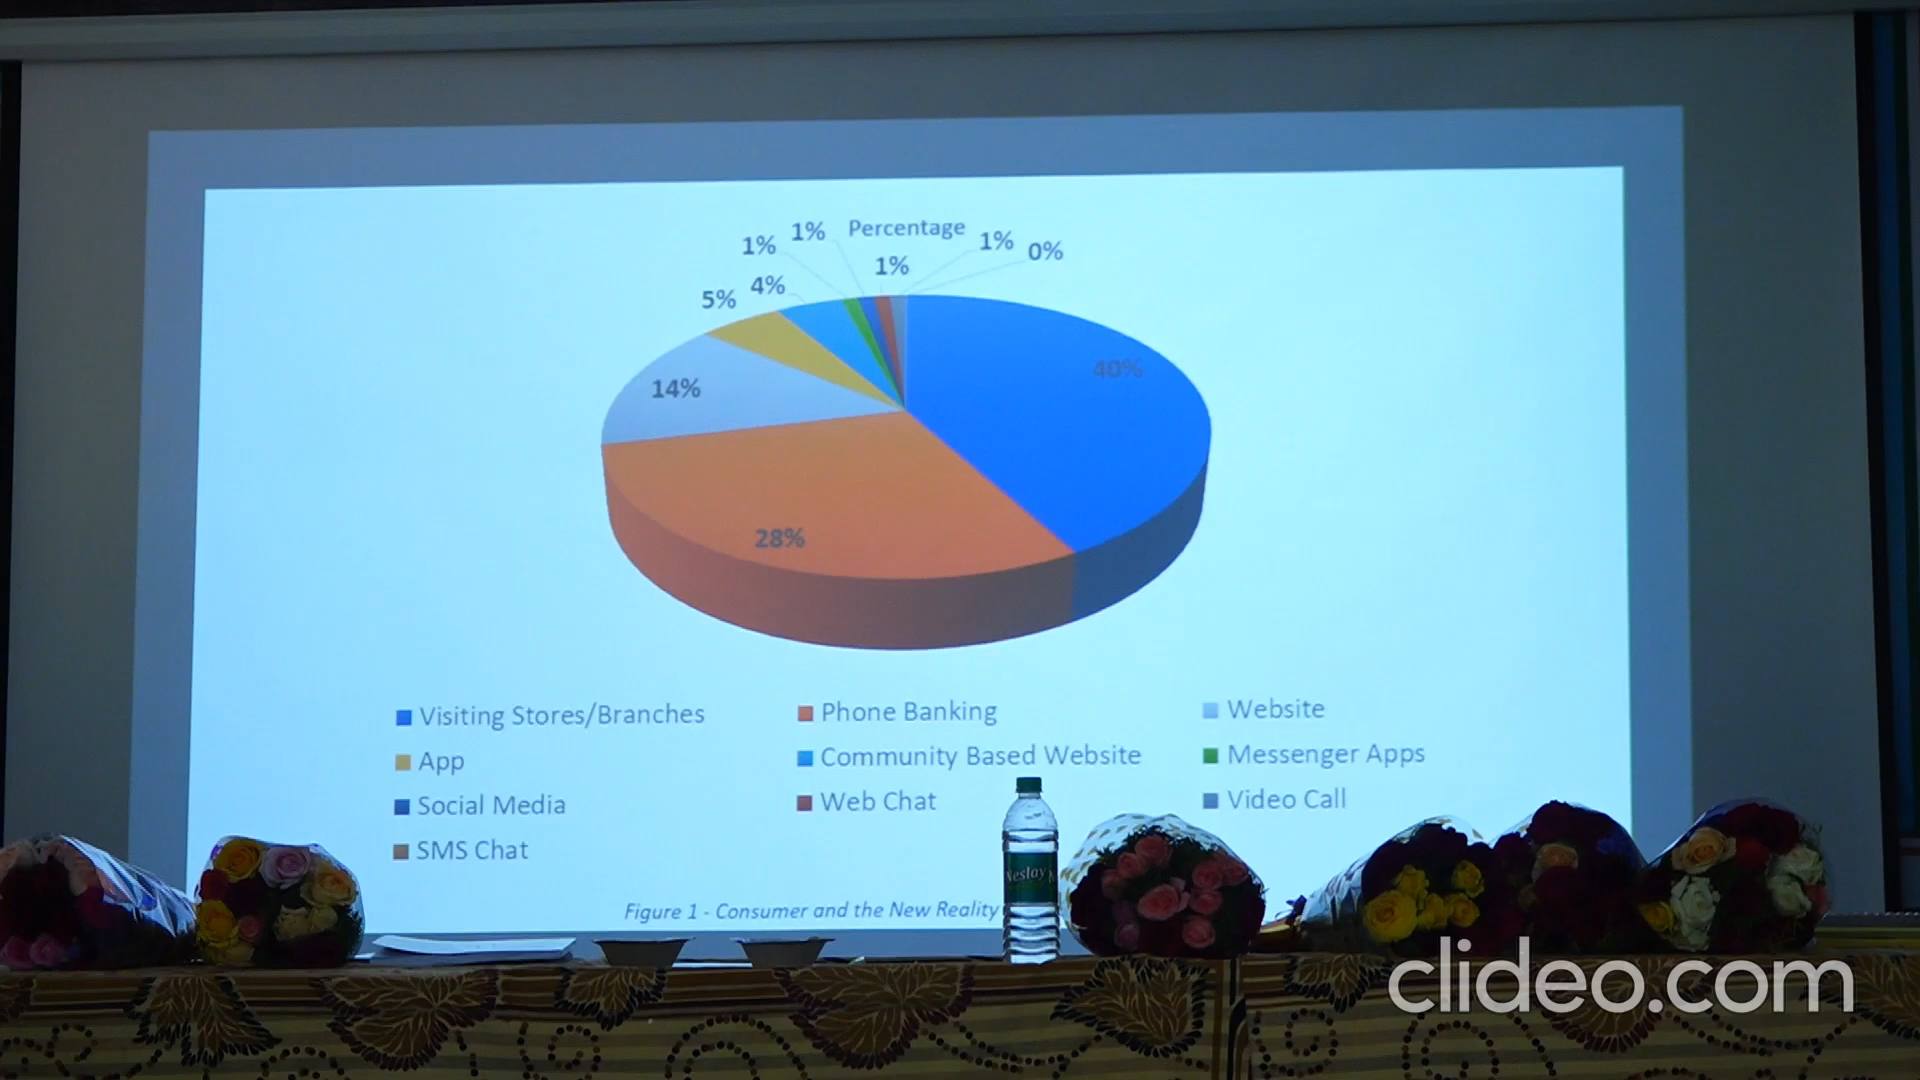 Percentage
1%
1%
1%
1%
0%
5%
4%
40%
14%
28%
Visiting Stores/Branches
Phone Banking
Website
App
Community Based Website
Messenger Apps
Social Media
Web Chat
Video Call
SMS Chat
Figure 1 - Consumer and the New Reality
clideo.com